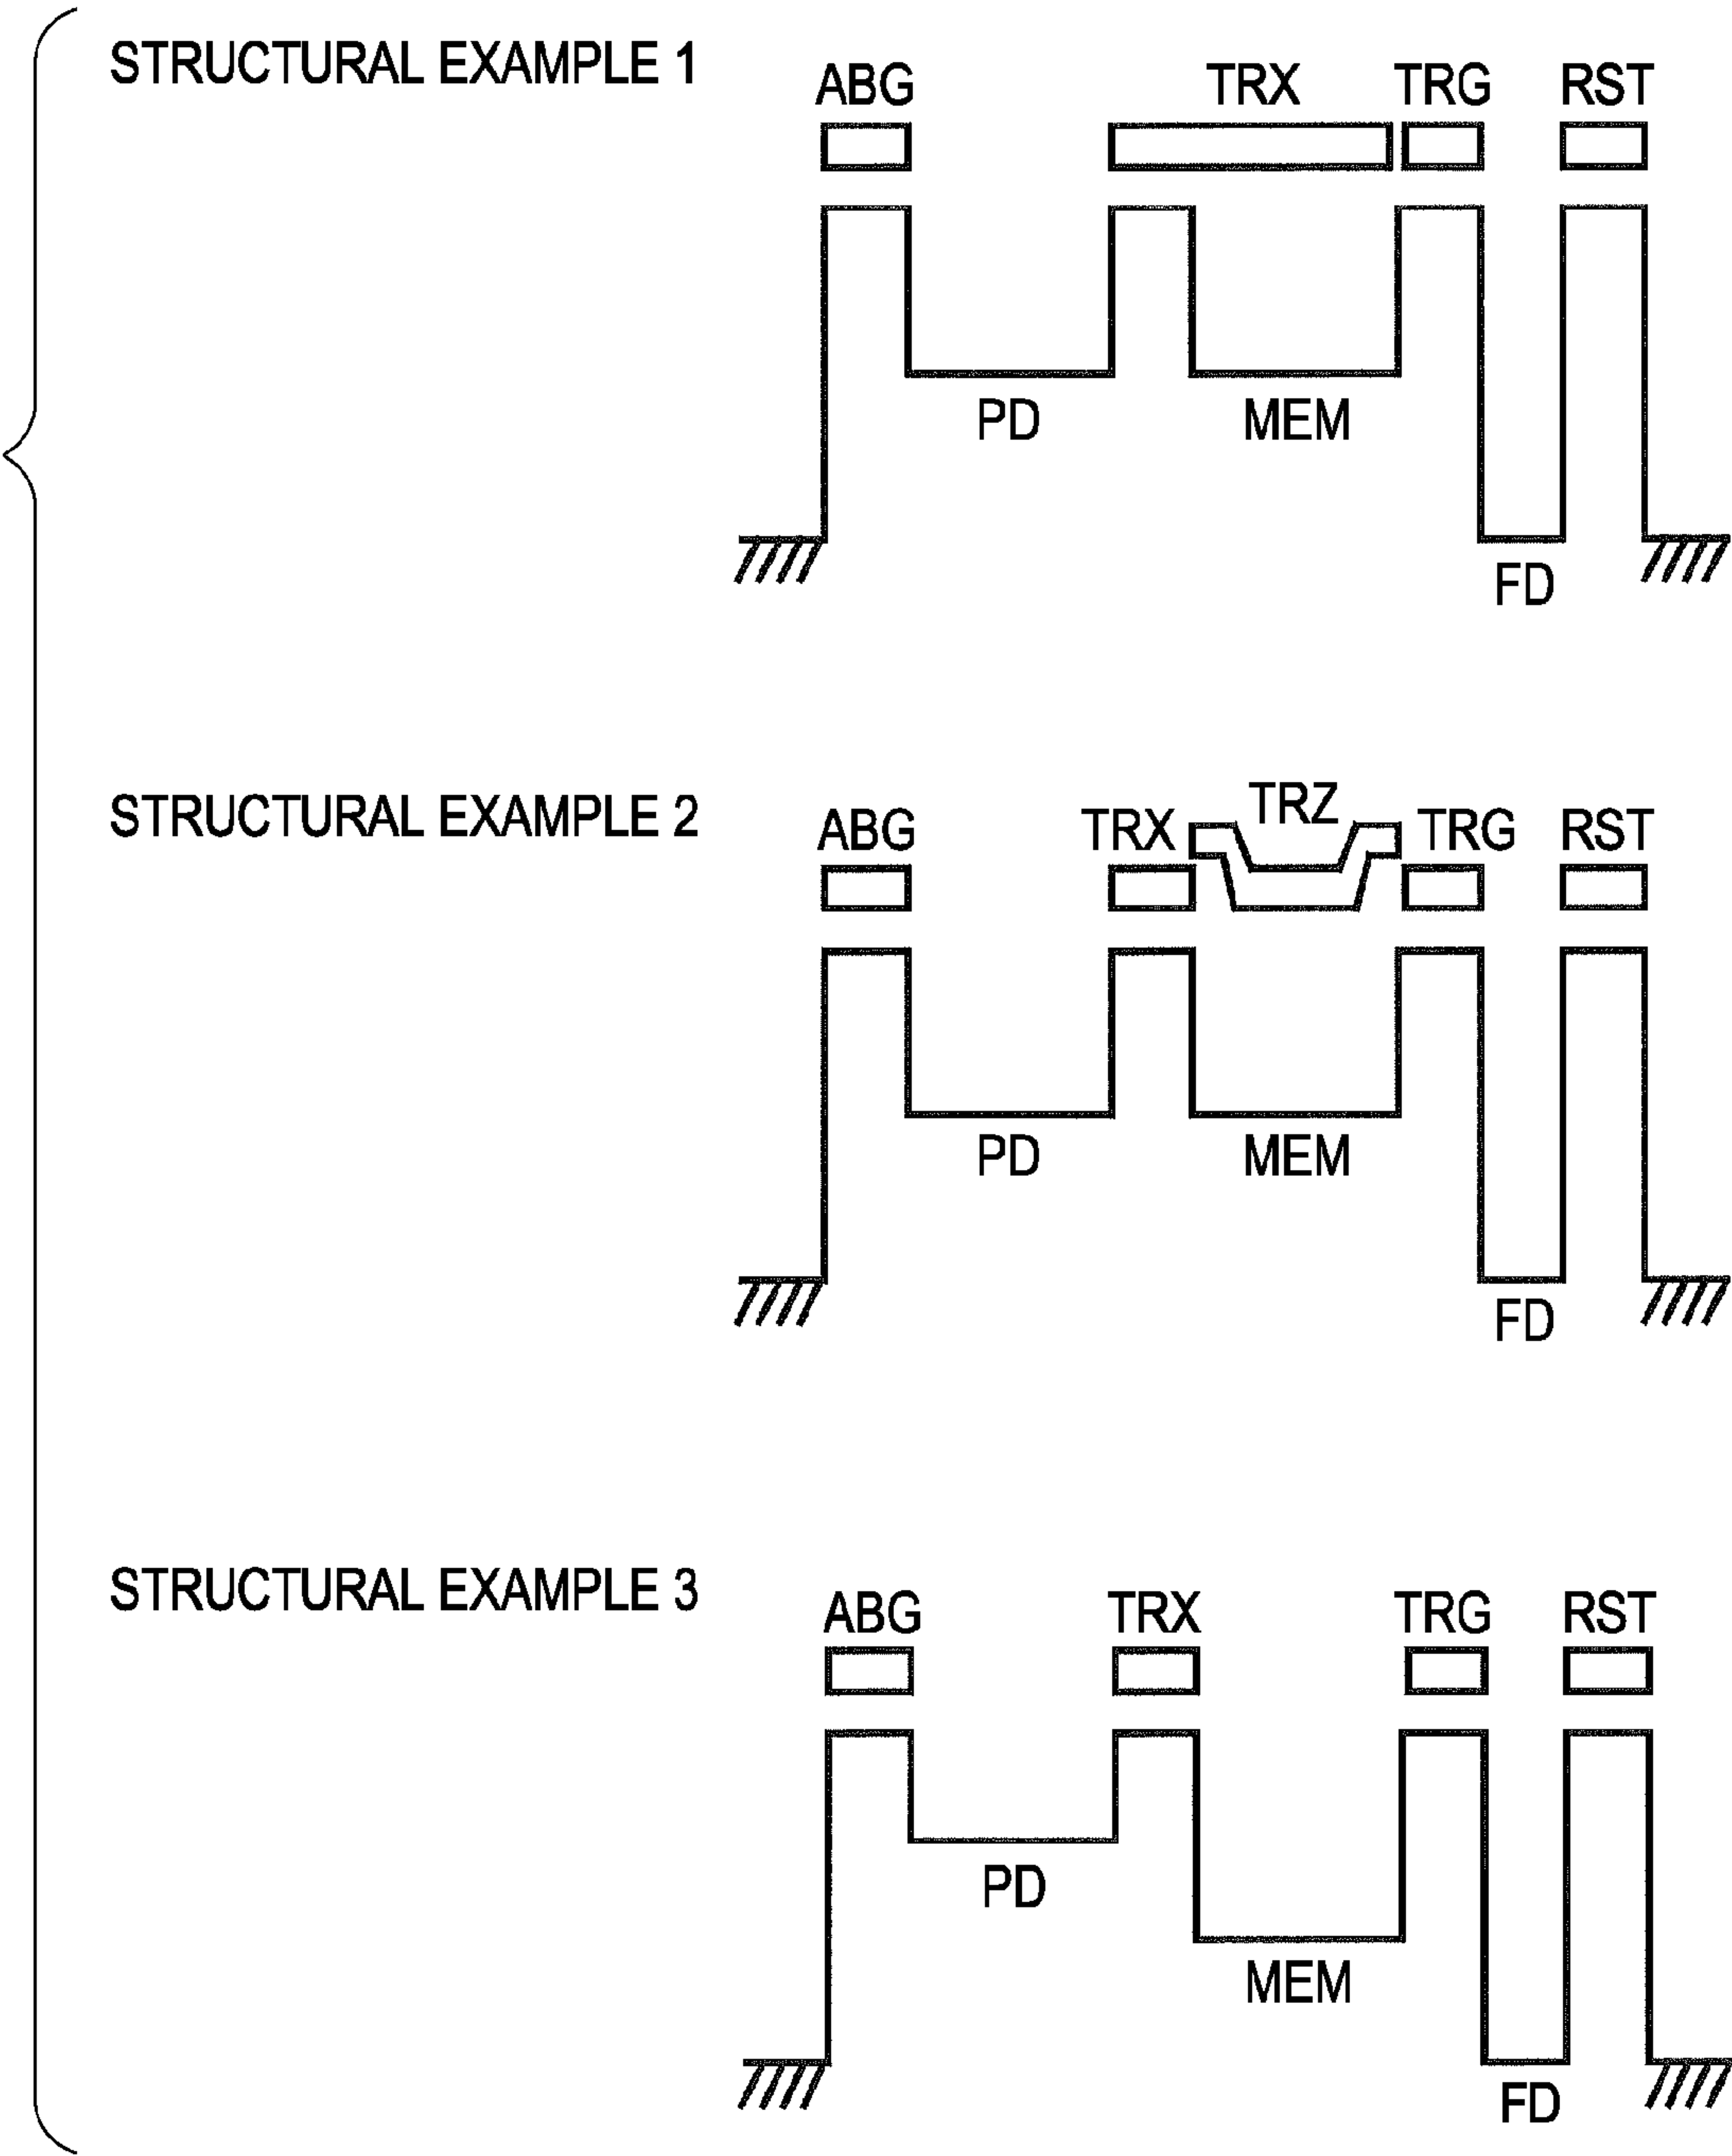 STRUCTURAL EXAMPLE 1
ABG TRX TRG RST
PD MEM
FD
STRUCTURAL EXAMPLE 2
ABG TRX TRZ TRG RST
PD MEM
FD
STRUCTURAL EXAMPLE 3
ABG TRX TRG RST
PD
MEM
FD